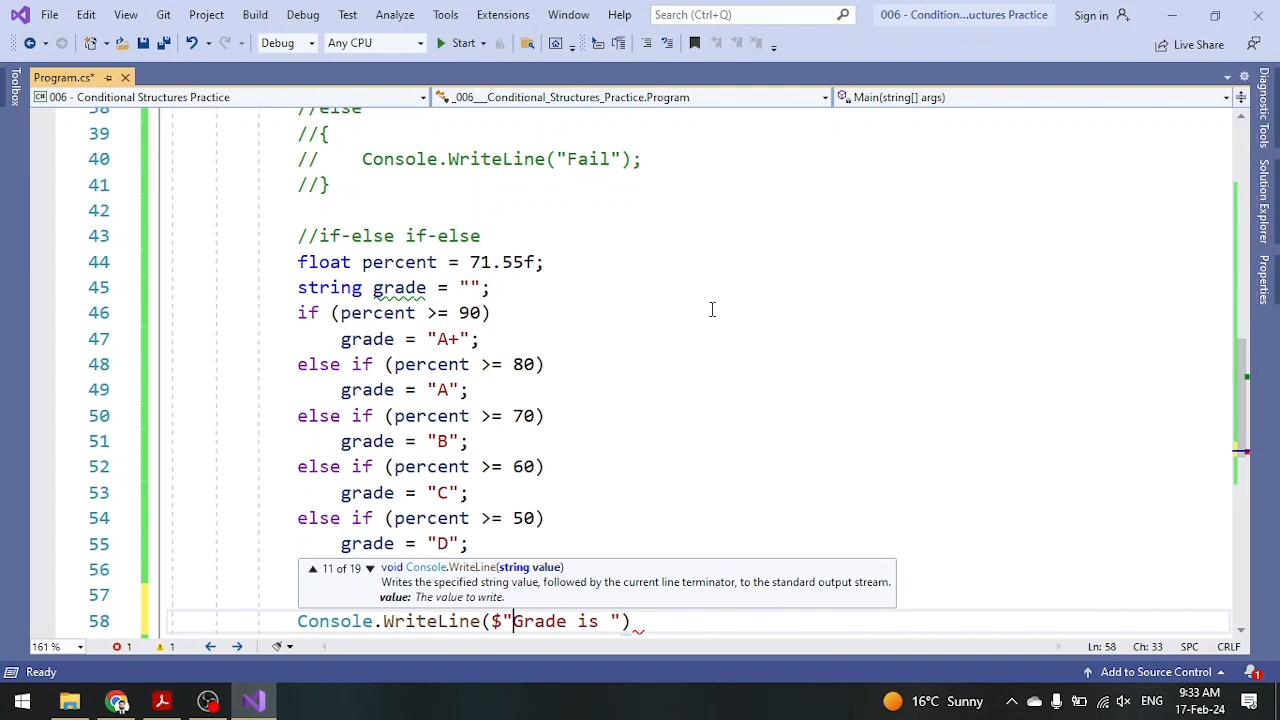 File Edit View Git Project Build Debug Test Analyze Tools Extensions Window Help Search (Ctrl+Q) 006 - Condition...uctures Practice Sign in
Debug Any CPU Start Live Share
Toolbox
Program.cs*
006 - Conditional Structures Practice _006___Conditional_Structures_Practice.Program Main(string[] args)
38 //else
39 //{
40 //    Console.WriteLine("Fail");
41 //}
42
43 //if-else if-else
44 float percent = 71.55f;
45 string grade = "";
46 if (percent >= 90)
47 grade = "A+";
48 else if (percent >= 80)
49 grade = "A";
50 else if (percent >= 70)
51 grade = "B";
52 else if (percent >= 60)
53 grade = "C";
54 else if (percent >= 50)
55 grade = "D";
56
57
11 of 19 void Console.WriteLine(string value)
Writes the specified string value, followed by the current line terminator, to the standard output stream.
value: The value to write.
58 Console.WriteLine($"Grade is ")
Diagnostic Tools
Solution Explorer
Properties
161 % 1 1 Ln: 58 Ch: 33 SPC CRLF
Ready Add to Source Control 1
16°C Sunny ENG 9:33 AM
17-Feb-24